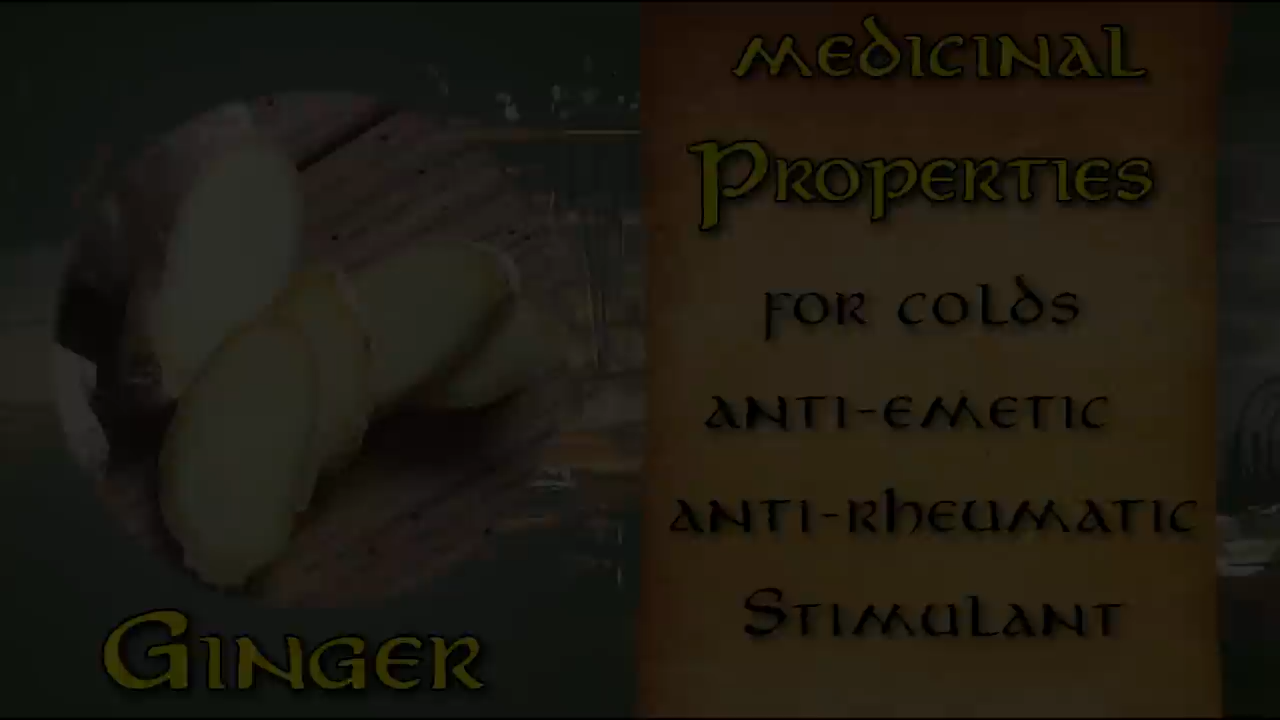 Medicinal
Properties
For Colds
Anti-Emetic
Anti-Rheumatic
Stimulant
Ginger